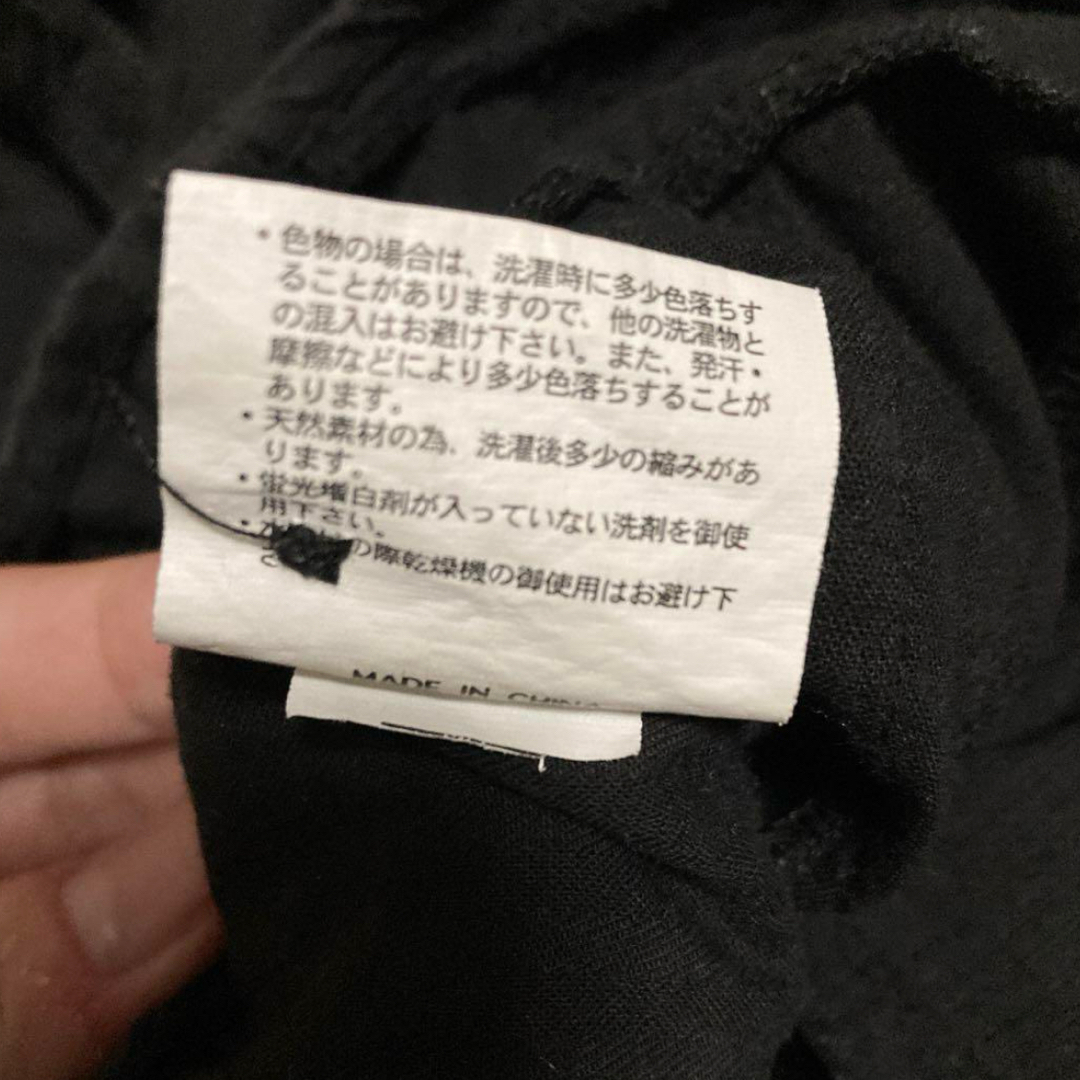 ・色物の場合は、洗濯時に多少色落ちす
ることがありますので、他の洗濯物と
の混入はお避け下さい。また、発汗・
摩擦などにより多少色落ちすることが
あります。
・天然素材の為、洗濯後多少の縮みがあ
ります。
・蛍光増白剤が入っていない洗剤を御使
用下さい。
の際乾燥機の御使用はお避け下
さ
MADE IN CHINA